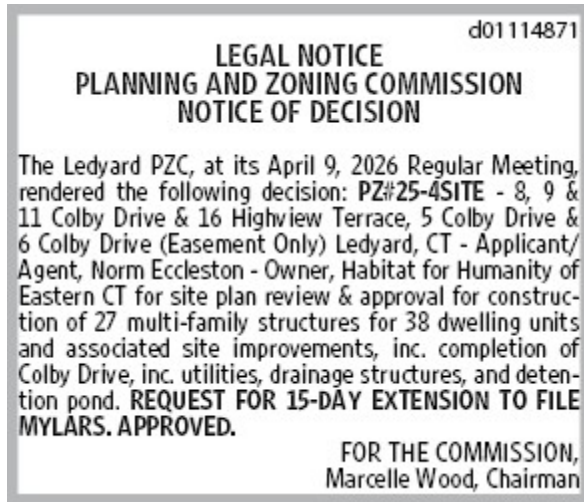 d01114871
LEGAL NOTICE
PLANNING AND ZONING COMMISSION
NOTICE OF DECISION
The Ledyard PZC, at its April 9, 2026 Regular Meeting,
rendered the following decision: PZ#25-4SITE - 8, 9 &
11 Colby Drive & 16 Highview Terrace, 5 Colby Drive &
6 Colby Drive (Easement Only) Ledyard, CT - Applicant/
Agent, Norm Eccleston - Owner, Habitat for Humanity of
Eastern CT for site plan review & approval for construc-
tion of 27 multi-family structures for 38 dwelling units
and associated site improvements, inc. completion of
Colby Drive, inc. utilities, drainage structures, and deten-
tion pond. REQUEST FOR 15-DAY EXTENSION TO FILE
MYLARS. APPROVED.
FOR THE COMMISSION,
Marcelle Wood, Chairman